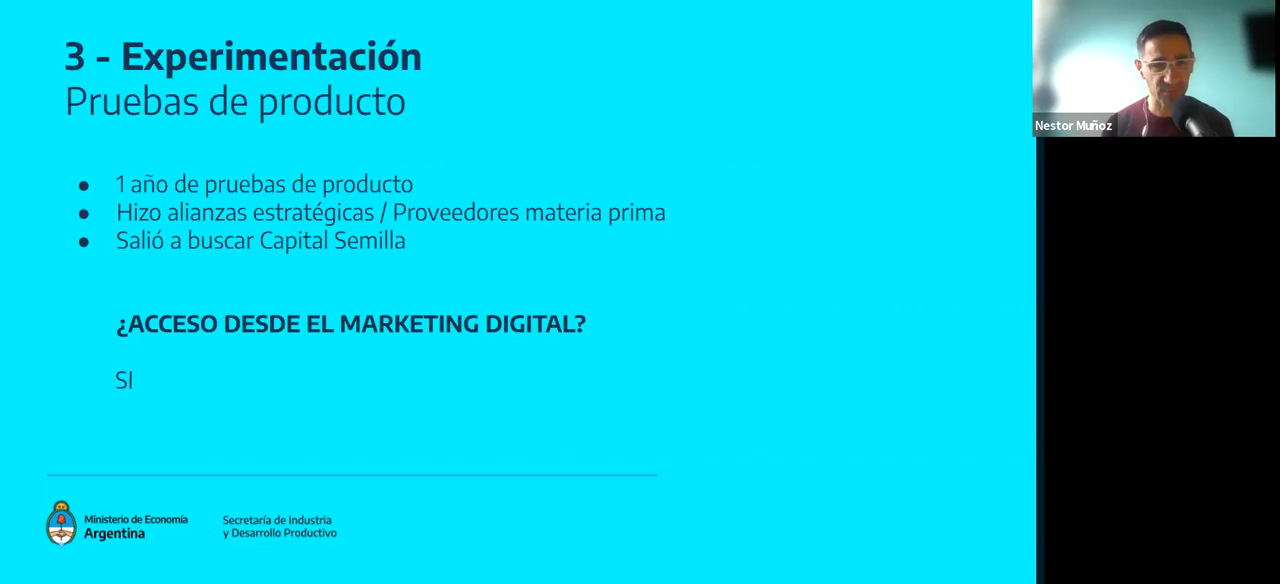 3 - Experimentación
Pruebas de producto
● 1 año de pruebas de producto
● Hizo alianzas estratégicas / Proveedores materia prima
● Salió a buscar Capital Semilla
¿ACCESO DESDE EL MARKETING DIGITAL?
SI
Ministerio de Economía
Argentina
Secretaría de Industria
y Desarrollo Productivo
Nestor Muñoz